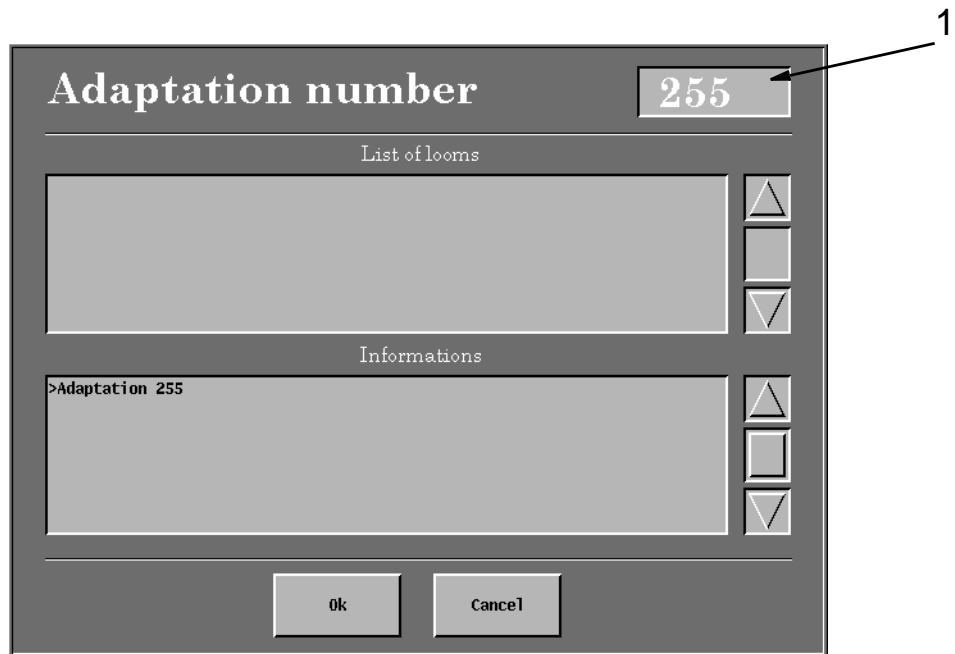 1
Adaptation number 255
List of looms
Informations
>Adaptation 255
Ok Cancel